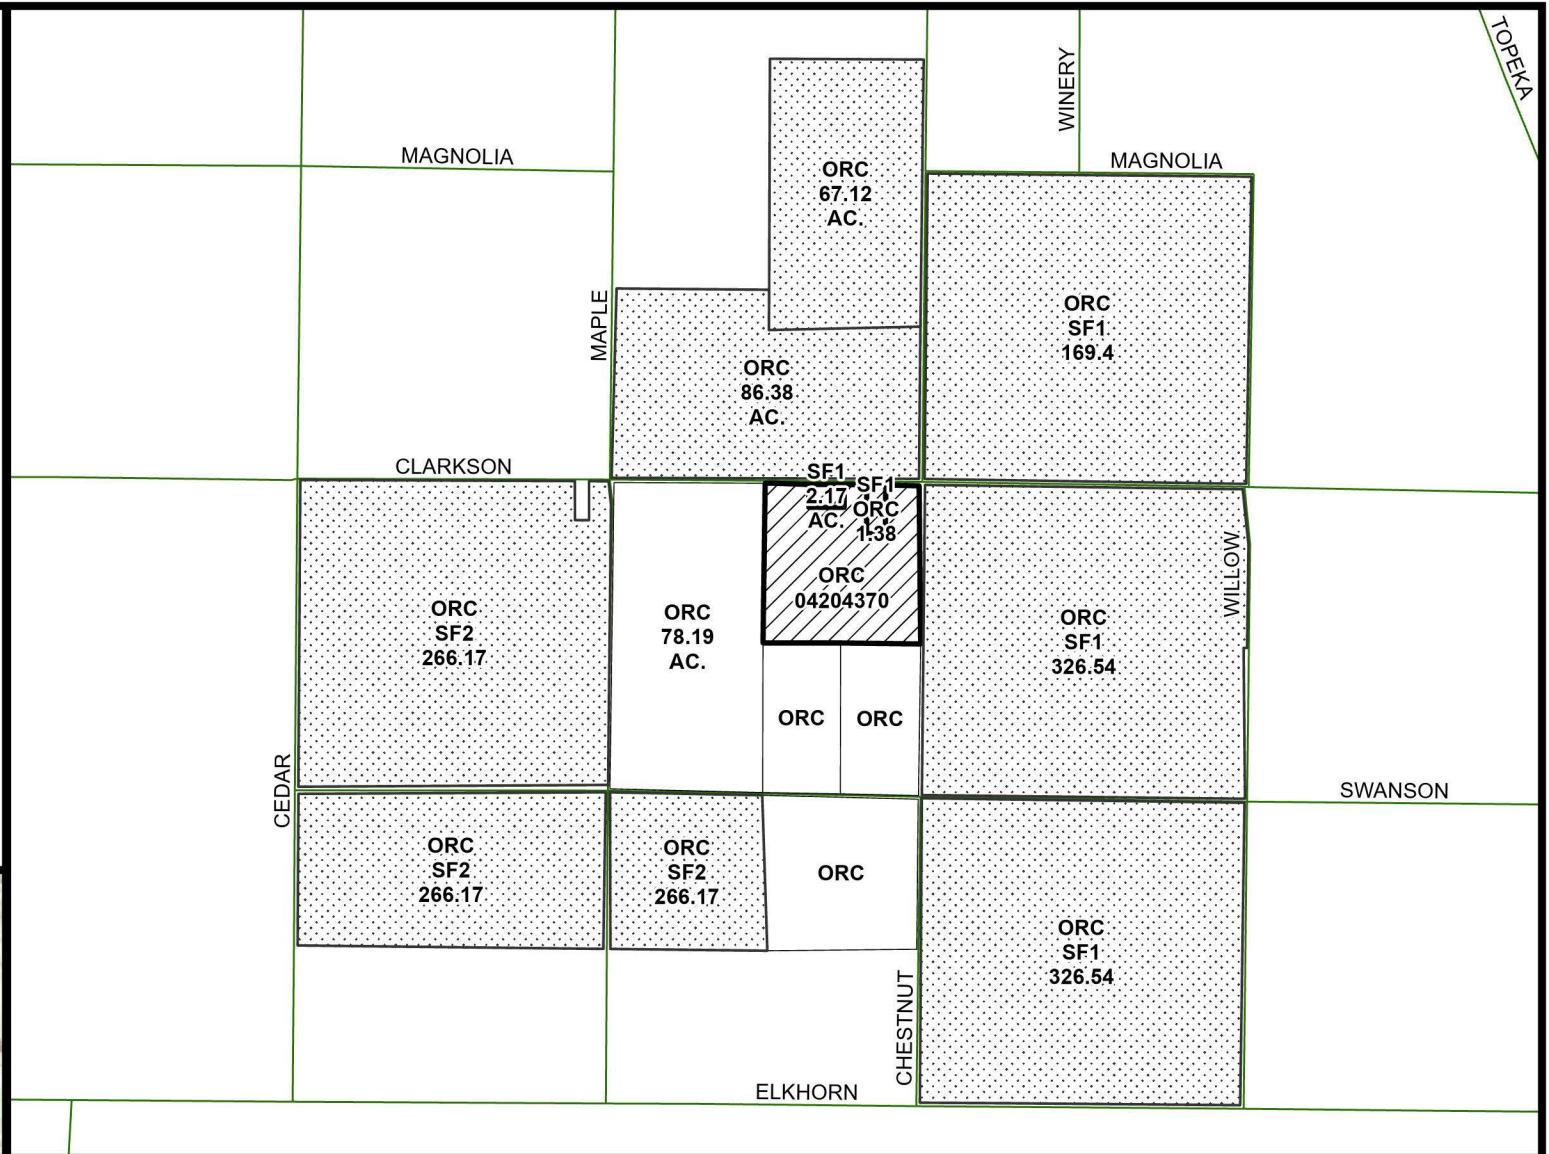 TOPEKA
WINERY
MAGNOLIA
MAGNOLIA
ORC
67.12
AC.
MAPLE
ORC
SF1
169.4
ORC
86.38
AC.
CLARKSON
SF1
2.17
AC.
SF1
ORC
1.38
ORC
04204370
WILLOW
ORC
SF2
266.17
ORC
78.19
AC.
ORC
SF1
326.54
ORC
ORC
CEDAR
SWANSON
ORC
SF2
266.17
ORC
SF2
266.17
ORC
ORC
SF1
326.54
CHESTNUT
ELKHORN